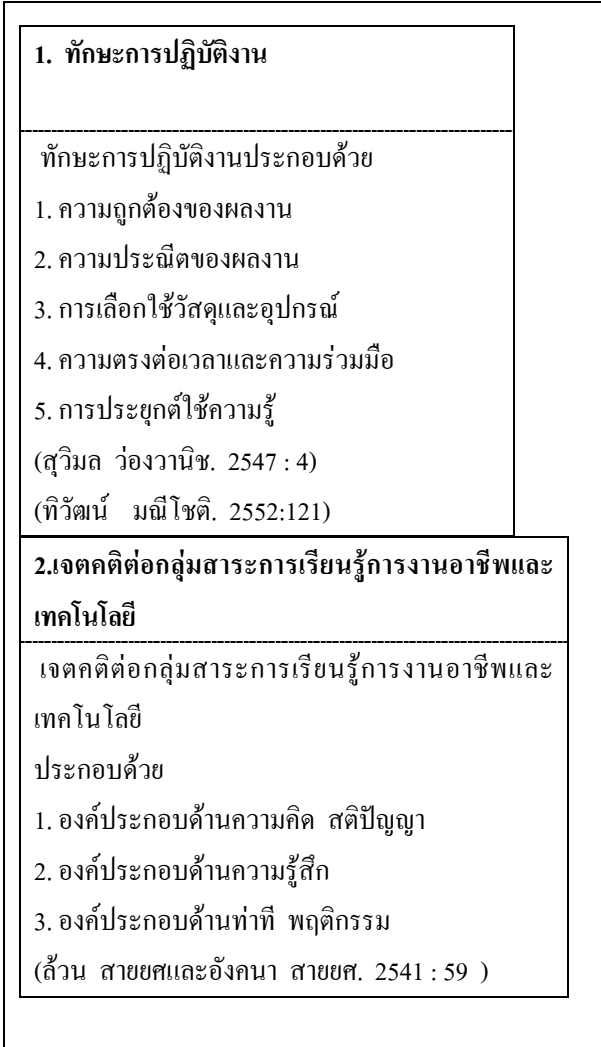 1. ทักษะการปฏิบัติงาน
ทักษะการปฏิบัติงานประกอบด้วย
1. ความถูกต้องของผลงาน
2. ความประณีตของผลงาน
3. การเลือกใช้วัสดุและอุปกรณ์
4. ความตรงต่อเวลาและความร่วมมือ
5. การประยุกต์ใช้ความรู้
(สุวิมล ว่องวานิช. 2547 : 4)
(ทิวัฒน์ มณีโชติ. 2552:121)
2.เจตคติต่อกลุ่มสาระการเรียนรู้การงานอาชีพและ
เทคโนโลยี
เจตคติต่อกลุ่มสาระการเรียนรู้การงานอาชีพและ
เทคโนโลยี
ประกอบด้วย
1. องค์ประกอบด้านความคิด สติปัญญา
2. องค์ประกอบด้านความรู้สึก
3. องค์ประกอบด้านท่าที พฤติกรรม
(ล้วน สายยศและอังคนา สายยศ. 2541 : 59 )